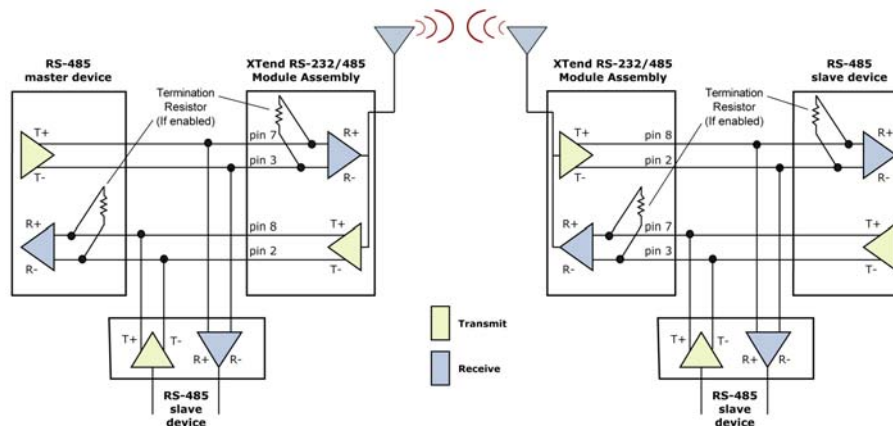 RS-485
master device
XTend RS-232/485
Module Assembly
Termination
Resistor
(If enabled)
T+
T-
R+
R-
pin 7
pin 3
pin 8
pin 2
R+
R-
T+
T-
T+
T-
R+
R-
RS-485
slave
device
Transmit
Receive
XTend RS-232/485
Module Assembly
RS-485
slave device
Termination
Resistor
(If enabled)
T+
T-
R+
R-
pin 8
pin 2
pin 7
pin 3
R+
R-
T+
T-
T+
T-
R+
R-
RS-485
slave
device